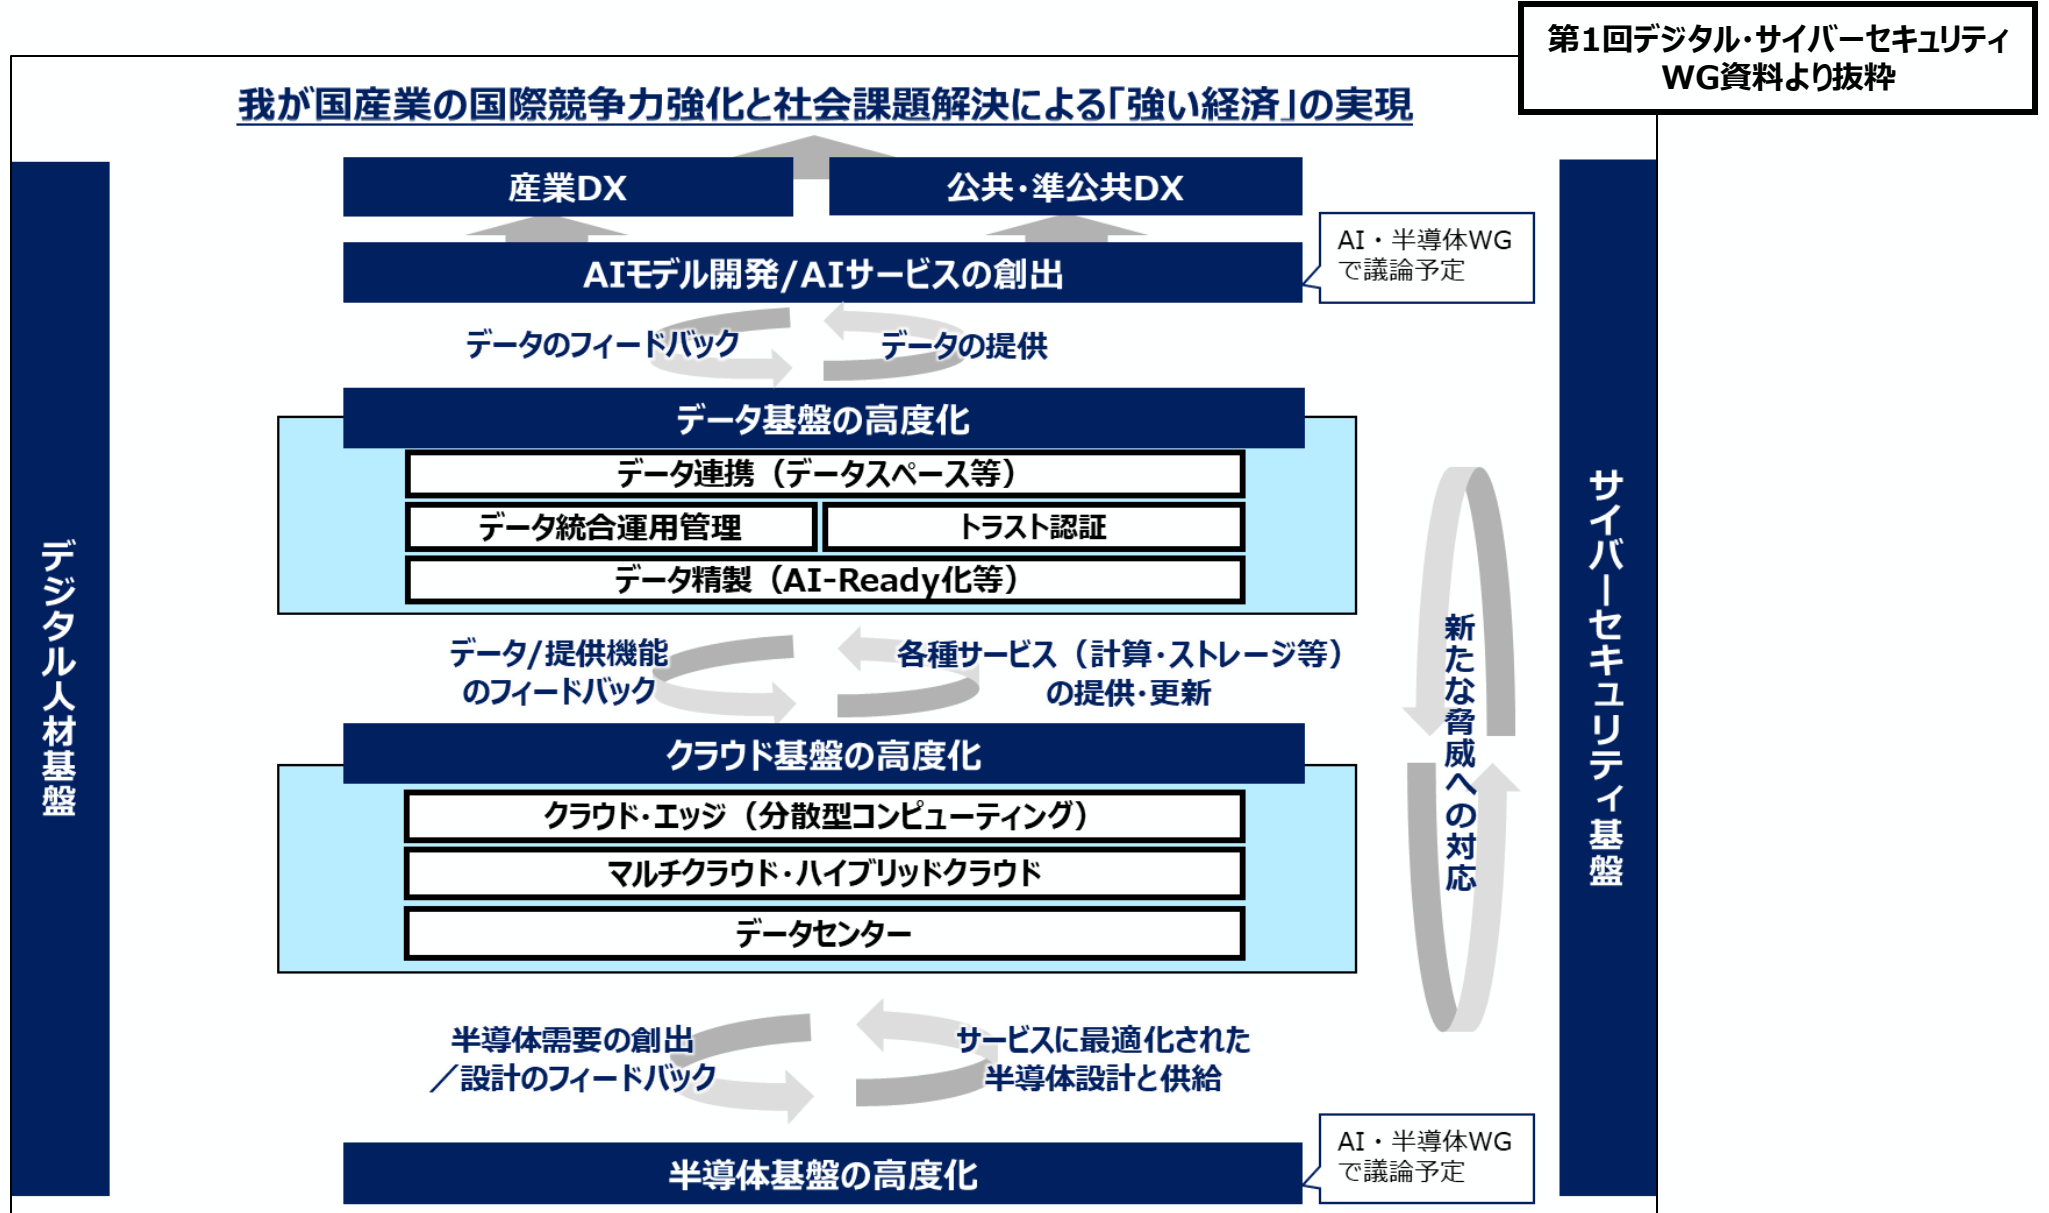 第1回デジタル・サイバーセキュリティ
WG資料より抜粋
我が国産業の国際競争力強化と社会課題解決による「強い経済」の実現
産業DX
公共・準公共DX
AIモデル開発/AIサービスの創出
AI・半導体WG
で議論予定
データのフィードバック
データの提供
データ基盤の高度化
データ連携（データスペース等）
データ統合運用管理
トラスト認証
データ精製（AI-Ready化等）
データ/提供機能
のフィードバック
各種サービス（計算・ストレージ等）
の提供・更新
クラウド基盤の高度化
クラウド・エッジ（分散型コンピューティング）
マルチクラウド・ハイブリッドクラウド
データセンター
半導体需要の創出
／設計のフィードバック
サービスに最適化された
半導体設計と供給
半導体基盤の高度化
AI・半導体WG
で議論予定
デジタル人材基盤
新たな脅威への対応
サイバーセキュリティ基盤